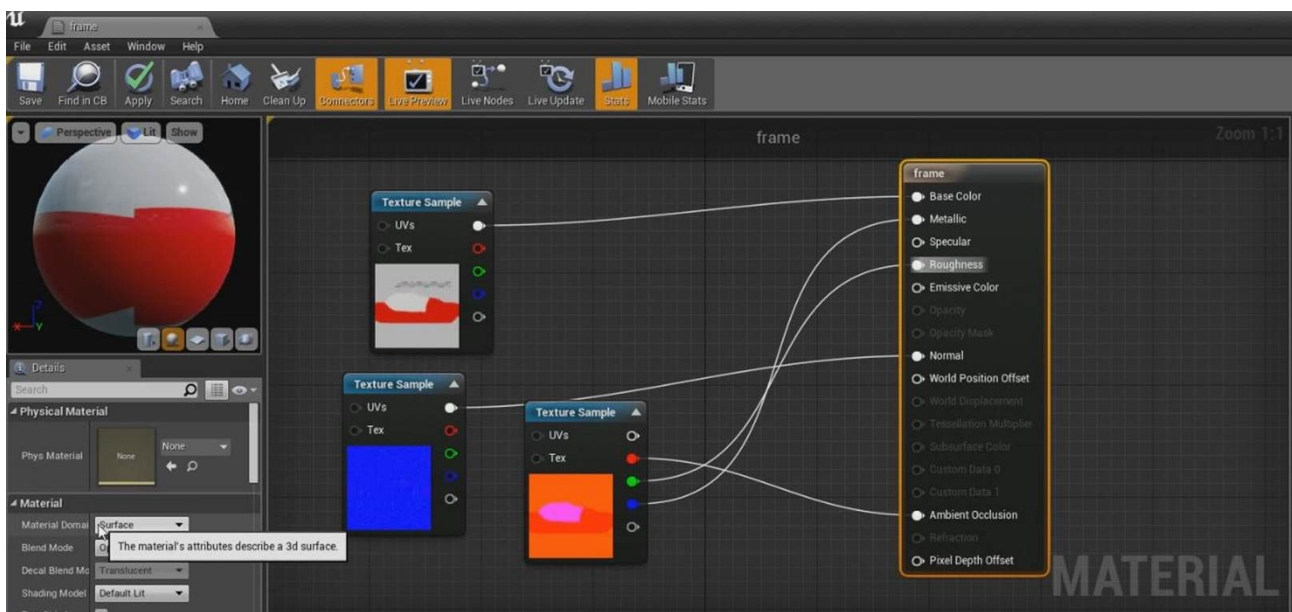 frame
File Edit Asset Window Help
Save Find in CB Apply Search Home Clean Up Connectors Live Preview Live Nodes Live Update Stats Mobile Stats
Perspective Lit Show
frame
Zoom 1:1
Texture Sample
UVs
Tex
Texture Sample
UVs
Tex
Texture Sample
UVs
Tex
frame
Base Color
Metallic
Specular
Roughness
Emissive Color
Opacity
Opacity Mask
Normal
World Position Offset
World Displacement
Tessellation Multiplier
Subsurface Color
Custom Data 0
Custom Data 1
Ambient Occlusion
Refraction
Pixel Depth Offset
MATERIAL
Z
X Y
Details
Search
Physical Material
Phys Material None None
Material
Material Domai Surface
The material's attributes describe a 3d surface.
Blend Mode
Decal Blend Mo Translucent
Shading Model Default Lit